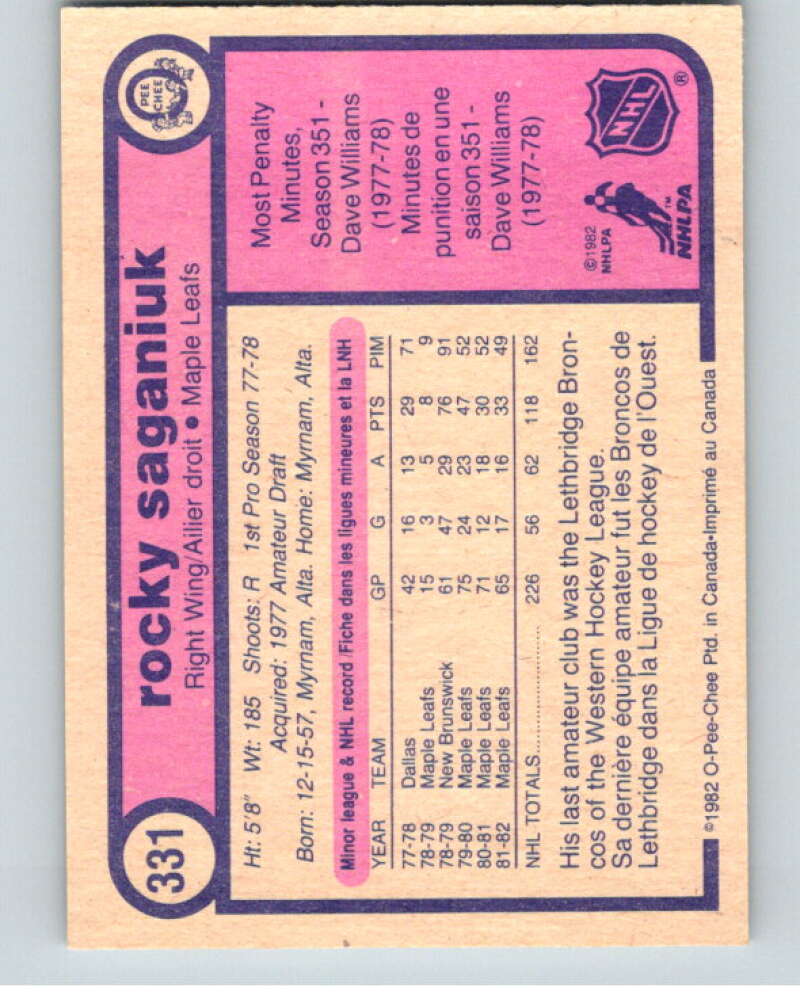 331
rocky saganiuk
Right Wing/Ailier droit • Maple Leafs
PEE
CHEE
Ht: 5'8" Wt: 185 Shoots: R 1st Pro Season 77-78
Acquired: 1977 Amateur Draft
Born: 12-15-57, Myrnam, Alta. Home: Myrnam, Alta.
Minor league & NHL record/Fiche dans les ligues mineures et la LNH
YEAR TEAM GP G A PTS PIM
77-78 Dallas 42 16 13 29 71
78-79 Maple Leafs 15 3 5 8 9
78-79 New Brunswick 61 47 29 76 91
79-80 Maple Leafs 75 24 23 47 52
80-81 Maple Leafs 71 12 18 30 52
81-82 Maple Leafs 65 17 16 33 49
NHL TOTALS 226 56 62 118 162
His last amateur club was the Lethbridge Bron-
cos of the Western Hockey League.
Sa dernière équipe amateur fut les Broncos de
Lethbridge dans la Ligue de hockey de l'Ouest.
Most Penalty
Minutes,
Season 351 -
Dave Williams
(1977-78)
Minutes de
punition en une
saison 351 -
Dave Williams
(1977-78)
©1982
NHLPA
NHLPA™
NHL®
©1982 O-Pee-Chee Ptd. in Canada•Imprimé au Canada